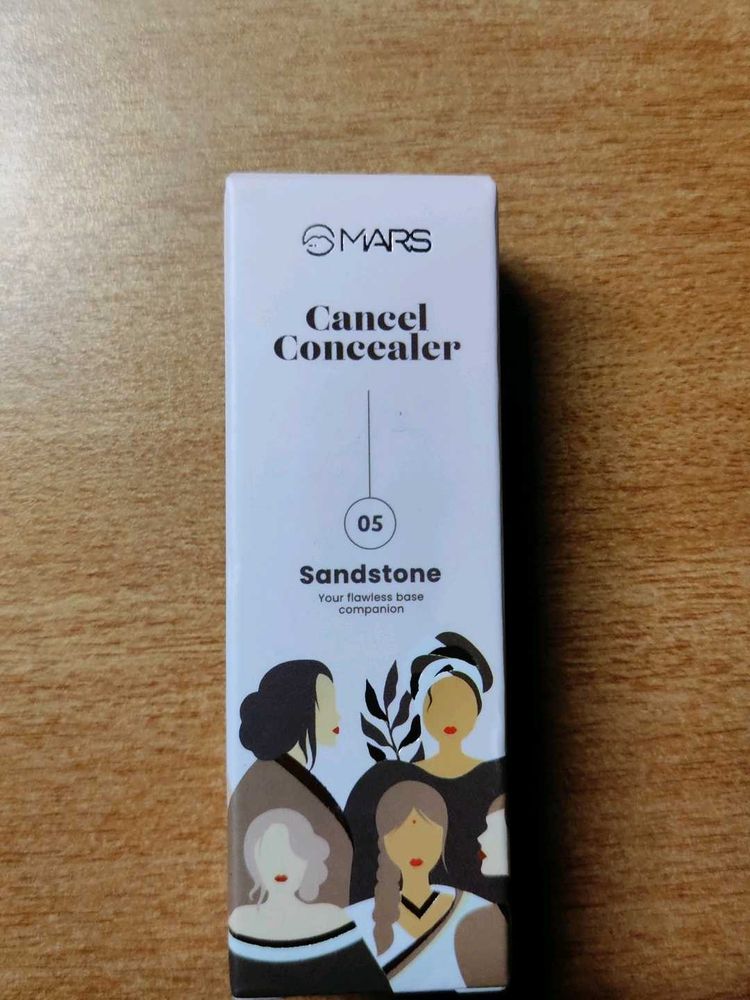 MARS
Cancel
Concealer
05
Sandstone
Your flawless base
companion